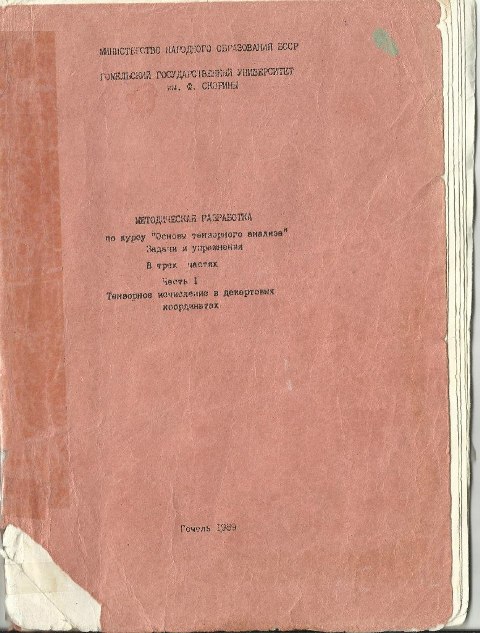 МИНИСТЕРСТВО НАРОДНОГО ОБРАЗОВАНИЯ БССР
ГОМЕЛЬСКИЙ ГОСУДАРСТВЕННЫЙ УНИВЕРСИТЕТ
им. Ф. СКОРИНЫ
МЕТОДИЧЕСКАЯ РАЗРАБОТКА
по курсу "Основы тензорного анализа"
Задачи и упражнения
В трех частях
Часть I
Тензорное исчисление в декартовых
координатах
Гомель 1989